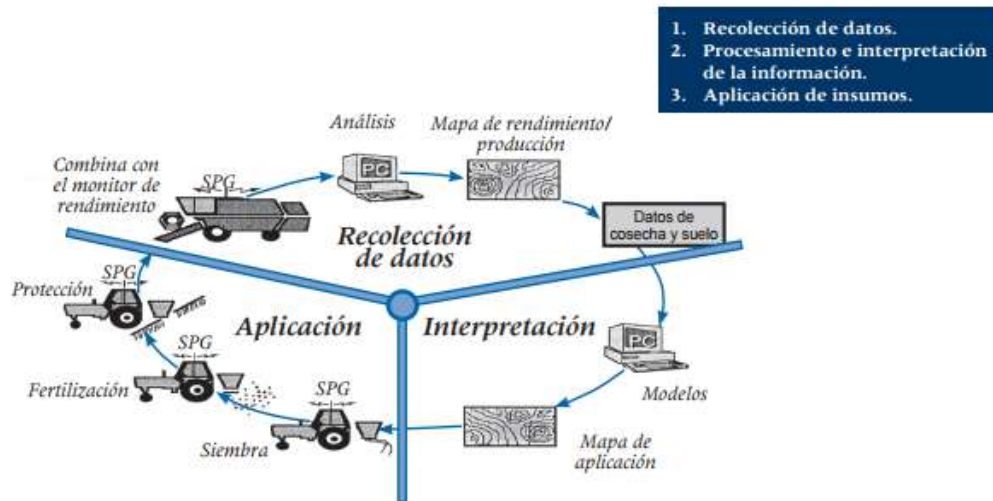 1. Recolección de datos.
2. Procesamiento e interpretación
de la información.
3. Aplicación de insumos.
Análisis
Mapa de rendimiento/
producción
Combina con
el monitor de
rendimiento
SPG
PC
Datos de
cosecha y suelo
Recolección
de datos
SPG
Protección
Aplicación
Interpretación
PC
Modelos
SPG
Fertilización
SPG
Siembra
Mapa de
aplicación